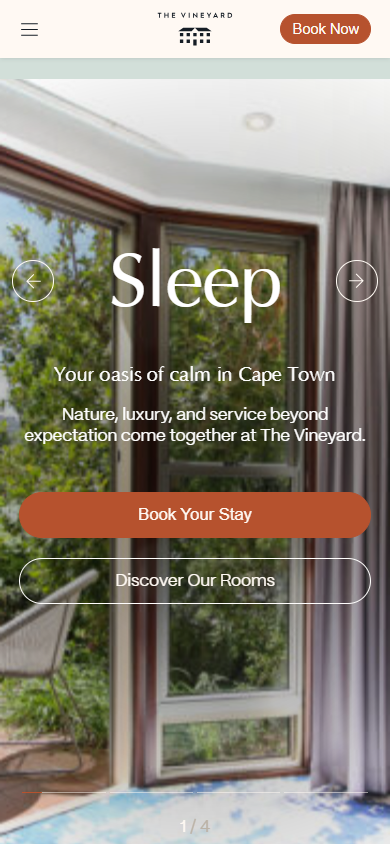 THE VINEYARD
Book Now
Sleep
Your oasis of calm in Cape Town
Nature, luxury, and service beyond
expectation come together at The Vineyard.
Book Your Stay
Discover Our Rooms
1 / 4